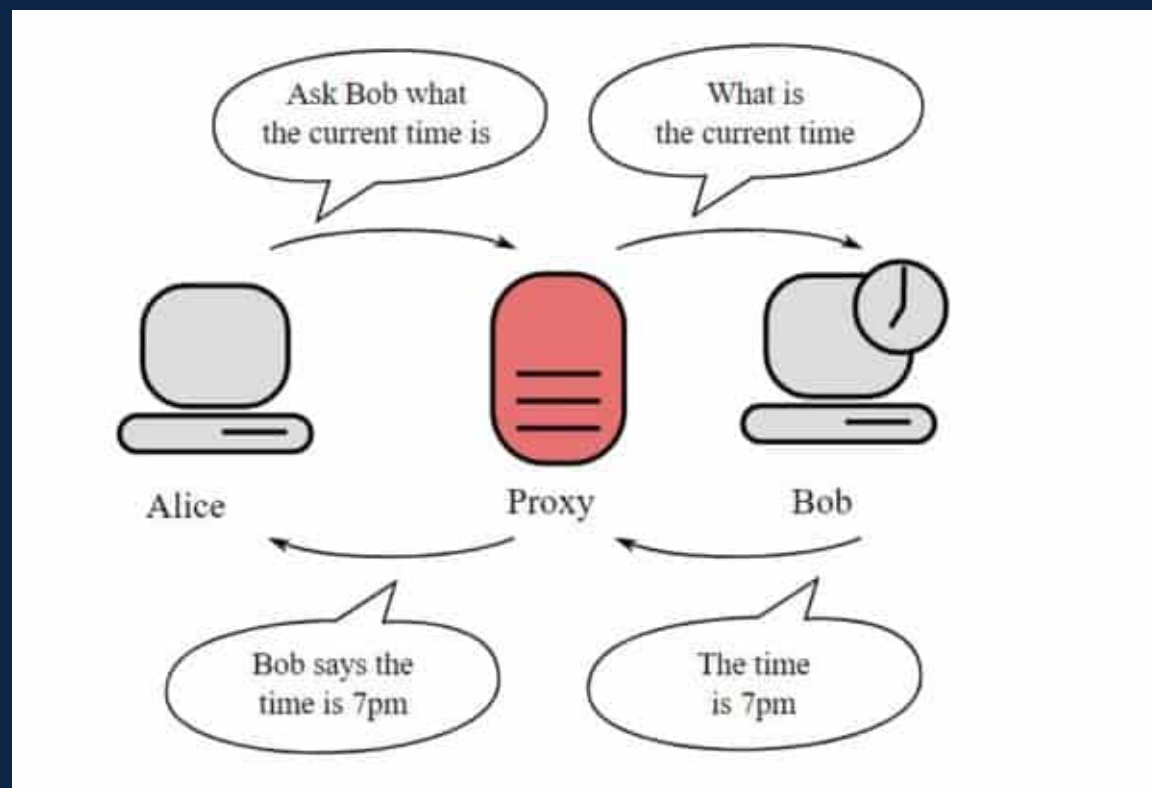 Ask Bob what
the current time is
What is
the current time
Alice
Proxy
Bob
Bob says the
time is 7pm
The time
is 7pm